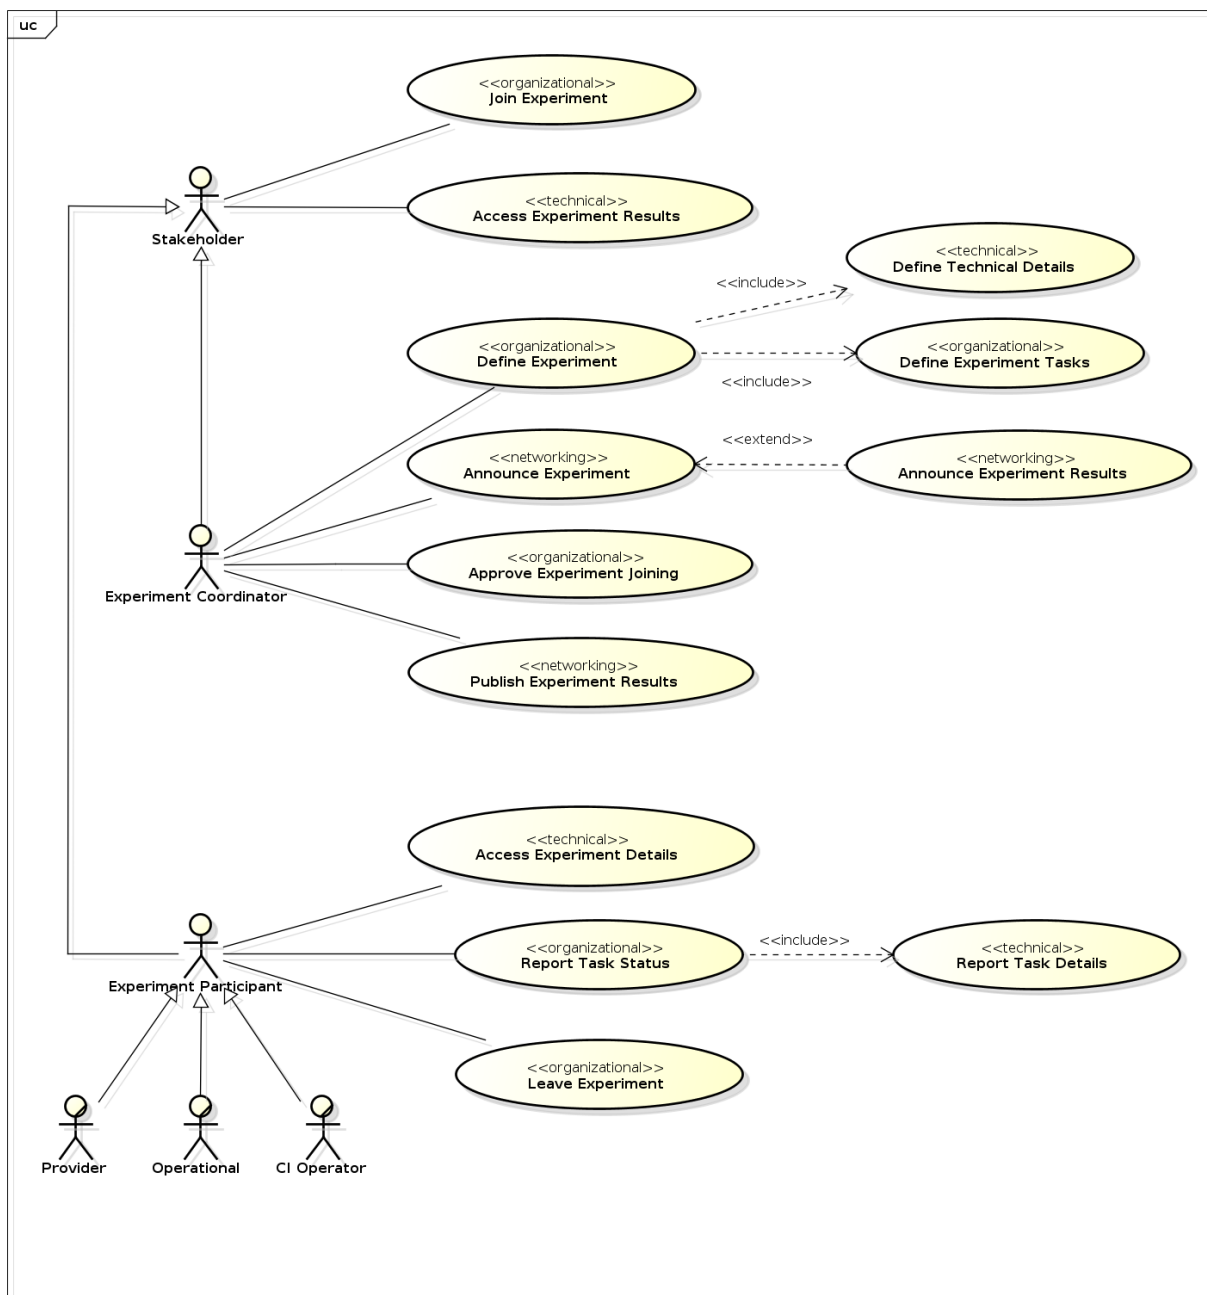 uc
<<organizational>>
Join Experiment
<<technical>>
Access Experiment Results
Stakeholder
<<technical>>
Define Technical Details
<<include>>
<<organizational>>
Define Experiment
<<organizational>>
Define Experiment Tasks
<<include>>
<<extend>>
<<networking>>
Announce Experiment
<<networking>>
Announce Experiment Results
<<organizational>>
Approve Experiment Joining
Experiment Coordinator
<<networking>>
Publish Experiment Results
<<technical>>
Access Experiment Details
<<organizational>>
Report Task Status
<<include>>
<<technical>>
Report Task Details
Experiment Participant
<<organizational>>
Leave Experiment
Provider
Operational
CI Operator